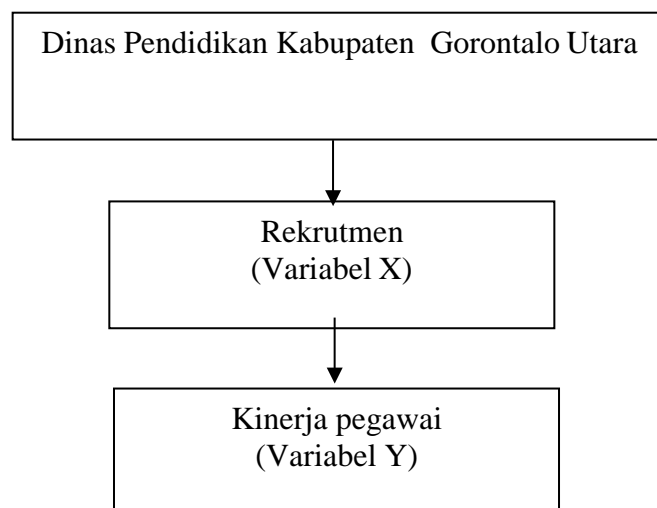 Dinas Pendidikan Kabupaten Gorontalo Utara
Rekrutmen
(Variabel X)
Kinerja pegawai
(Variabel Y)